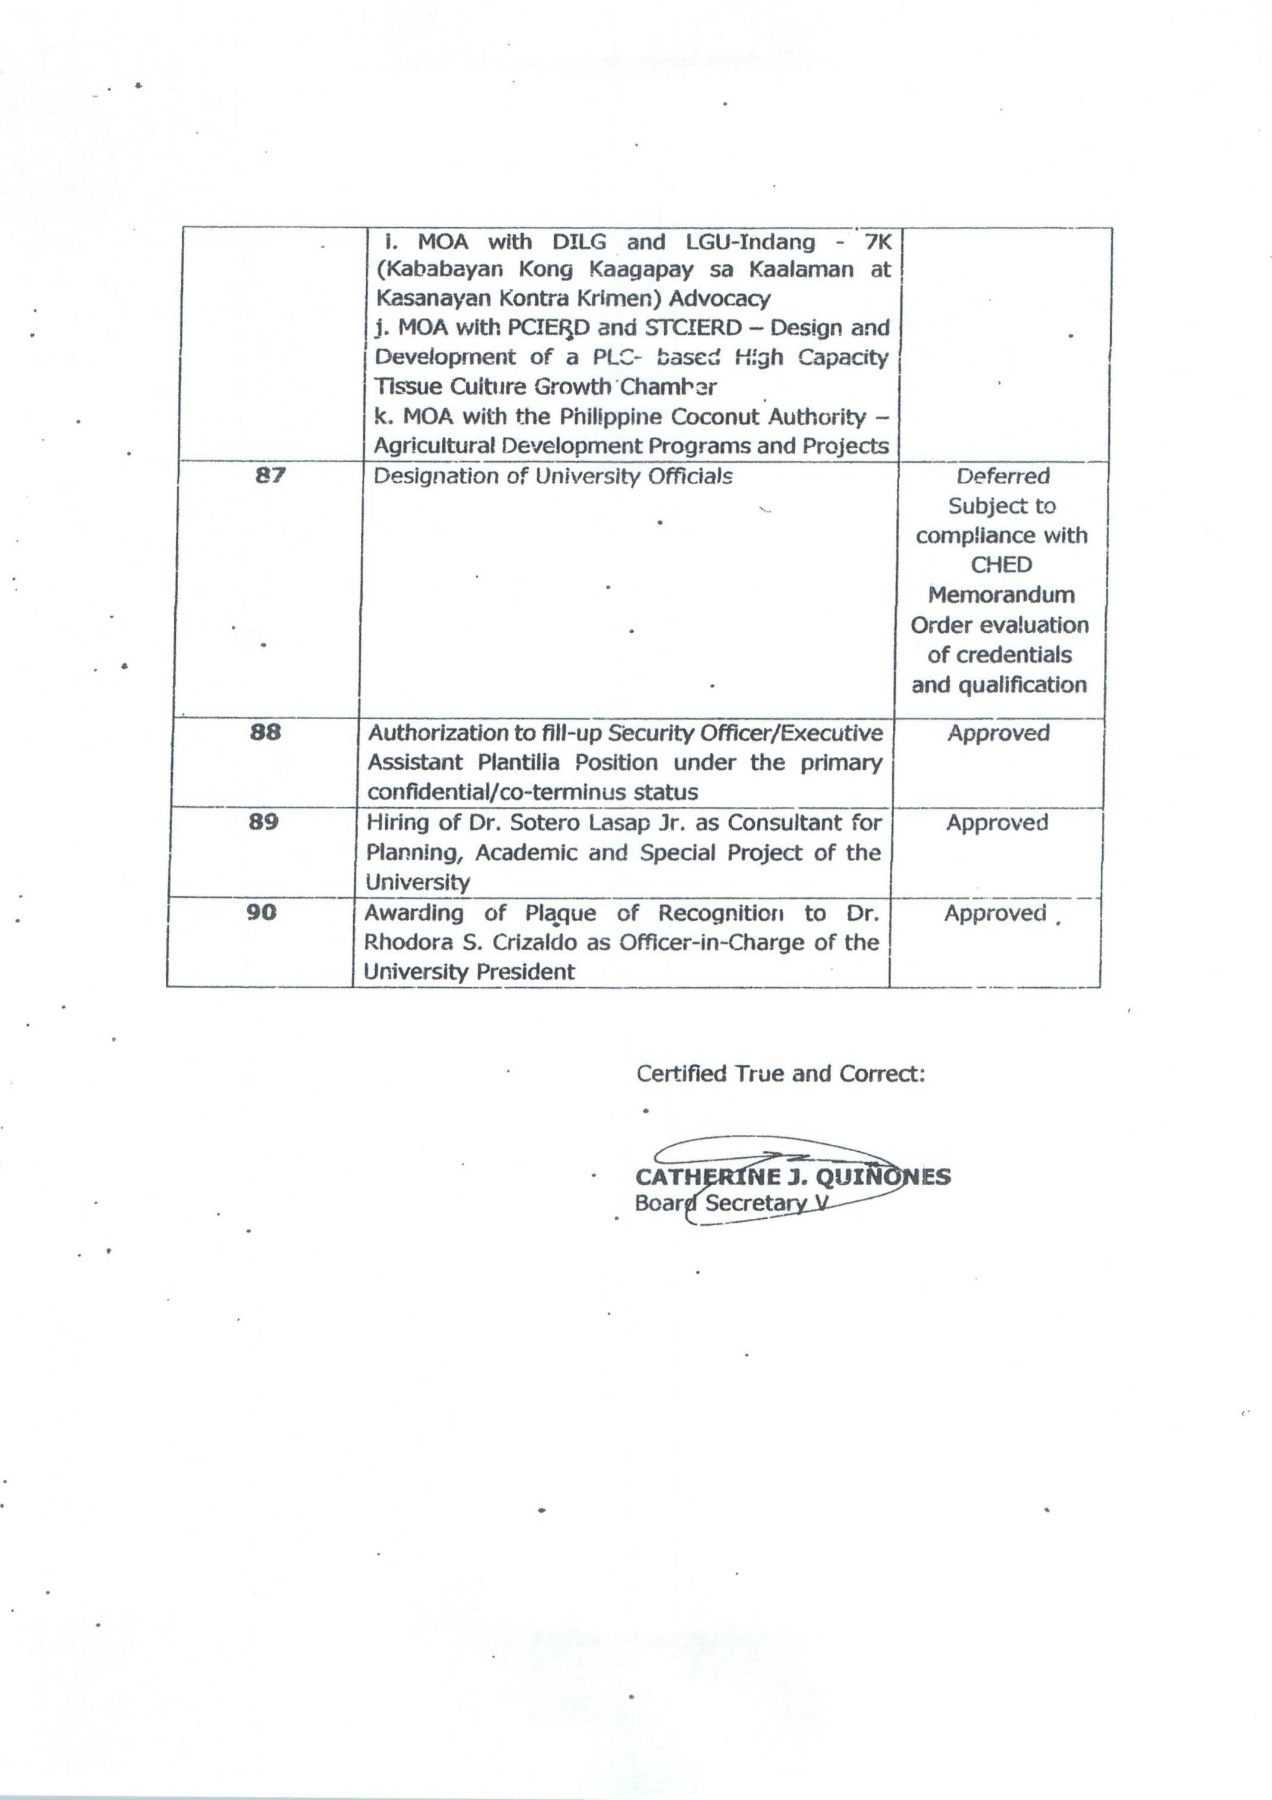 i. MOA with DILG and LGU-Indang - 7K
(Kababayan Kong Kaagapay sa Kaalaman at
Kasanayan Kontra Krimen) Advocacy
j. MOA with PCIERD and STCIERD – Design and
Development of a PLC- based High Capacity
Tissue Culture Growth Chamber
k. MOA with the Philippine Coconut Authority –
Agricultural Development Programs and Projects
87
Designation of University Officials
Deferred
Subject to
compliance with
CHED
Memorandum
Order evaluation
of credentials
and qualification
88
Authorization to fill-up Security Officer/Executive
Assistant Plantilla Position under the primary
confidential/co-terminus status
Approved
89
Hiring of Dr. Sotero Lasap Jr. as Consultant for
Planning, Academic and Special Project of the
University
Approved
90
Awarding of Plaque of Recognition to Dr.
Rhodora S. Crizaldo as Officer-in-Charge of the
University President
Approved
Certified True and Correct:
CATHERINE J. QUIÑONES
Board Secretary V